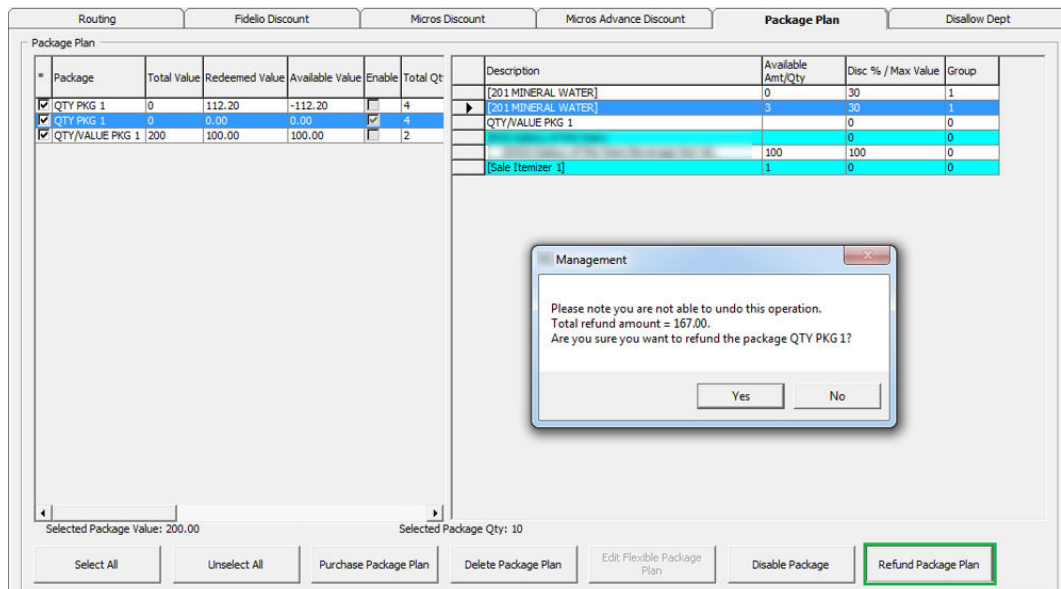 Routing Fidelio Discount Micros Discount Micros Advance Discount Package Plan Disallow Dept
Package Plan
* Package Total Value Redeemed Value Available Value Enable Total Qt
QTY PKG 1 0 112.20 -112.20 4
QTY PKG 1 0 0.00 0.00 4
QTY/VALUE PKG 1 200 100.00 100.00 2
Description Available Amt/Qty Disc % / Max Value Group
[201 MINERAL WATER] 0 30 1
[201 MINERAL WATER] 3 30 1
QTY/VALUE PKG 1 0 0
0 0
100 100 0
[Sale Itemizer 1] 1 0 0
Management
Please note you are not able to undo this operation.
Total refund amount = 167.00.
Are you sure you want to refund the package QTY PKG 1?
Yes No
Selected Package Value: 200.00 Selected Package Qty: 10
Select All Unselect All Purchase Package Plan Delete Package Plan Edit Flexible Package Plan Disable Package Refund Package Plan